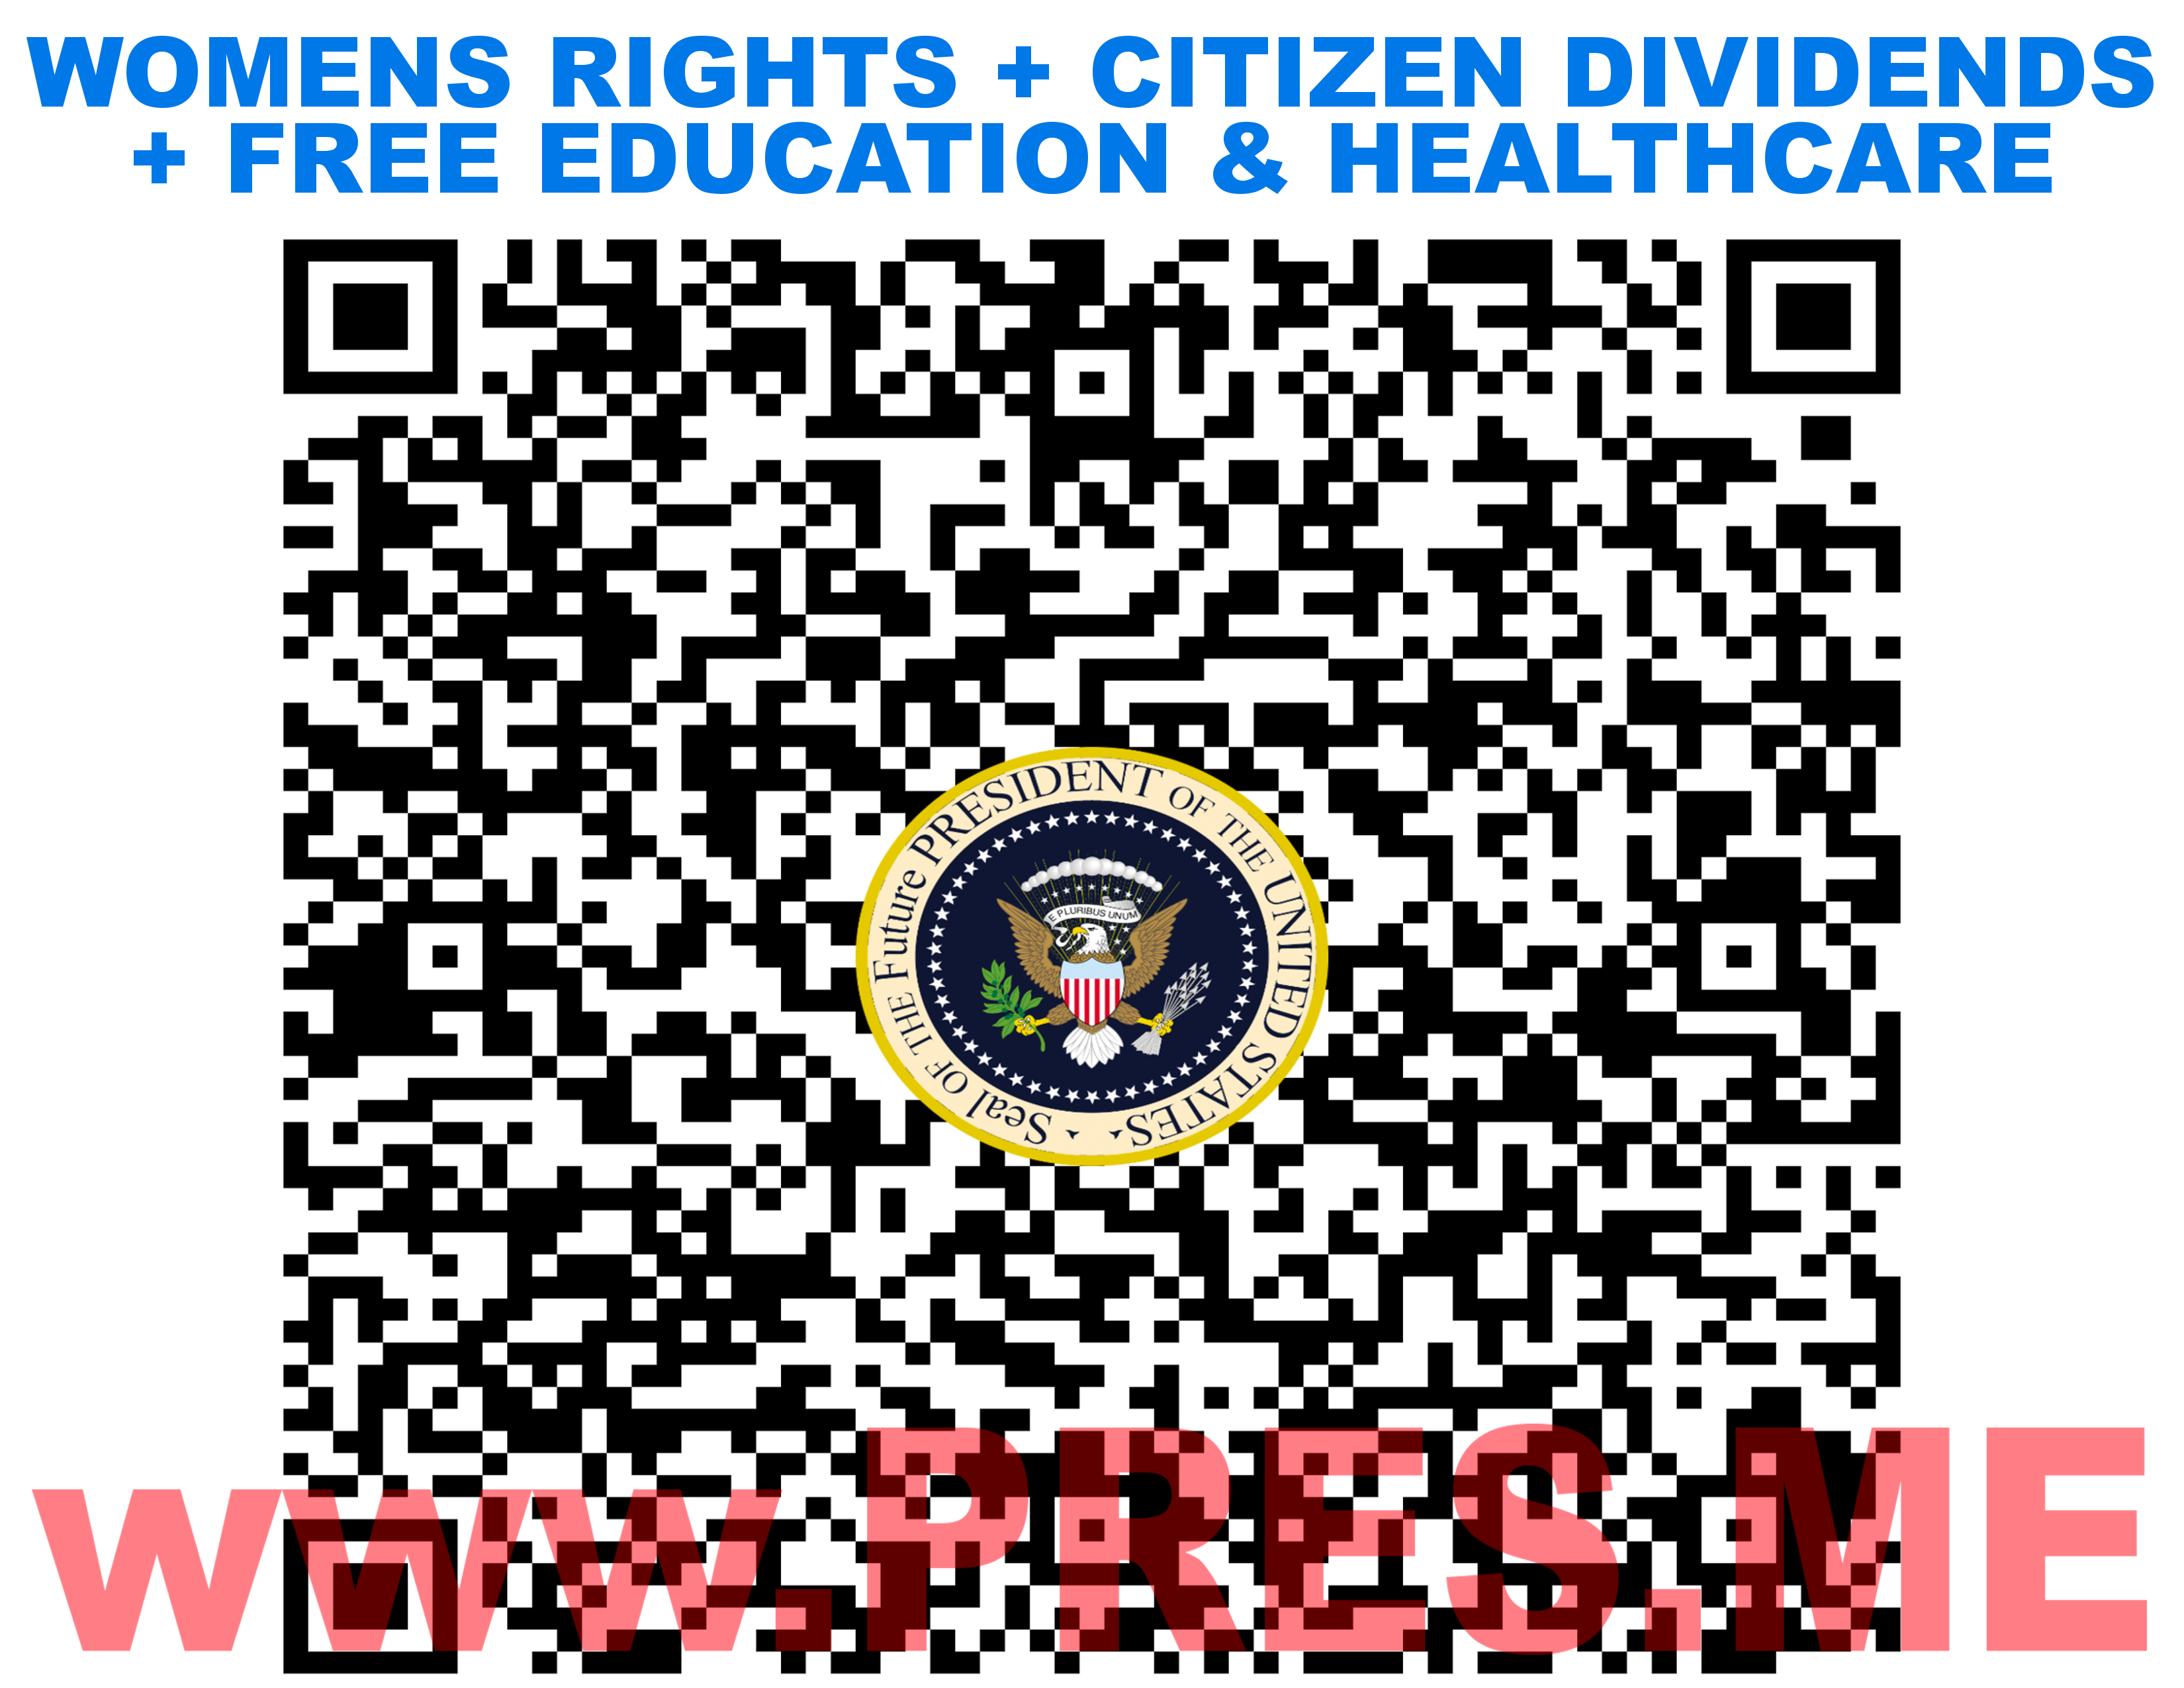 WOMENS RIGHTS + CITIZEN DIVIDENDS
+ FREE EDUCATION & HEALTHCARE
Seal OF THE Future PRESIDENT OF THE UNITED STATES
E PLURIBUS UNUM
www.PRES.ME